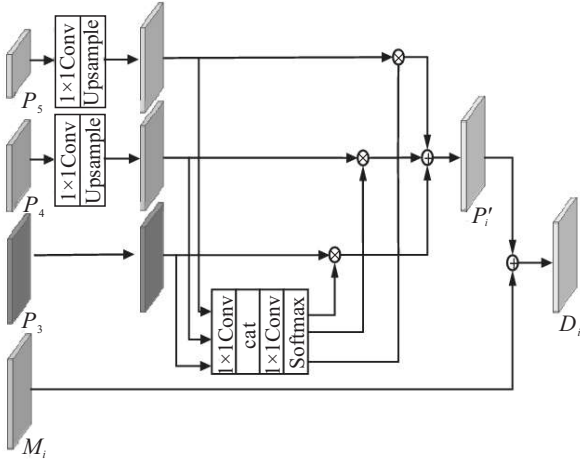 1×1Conv
Upsample
P₅
1×1Conv
Upsample
P₄
P'ᵢ
P₃
1×1Conv
cat
1×1Conv
Softmax
Dᵢ
Mᵢ